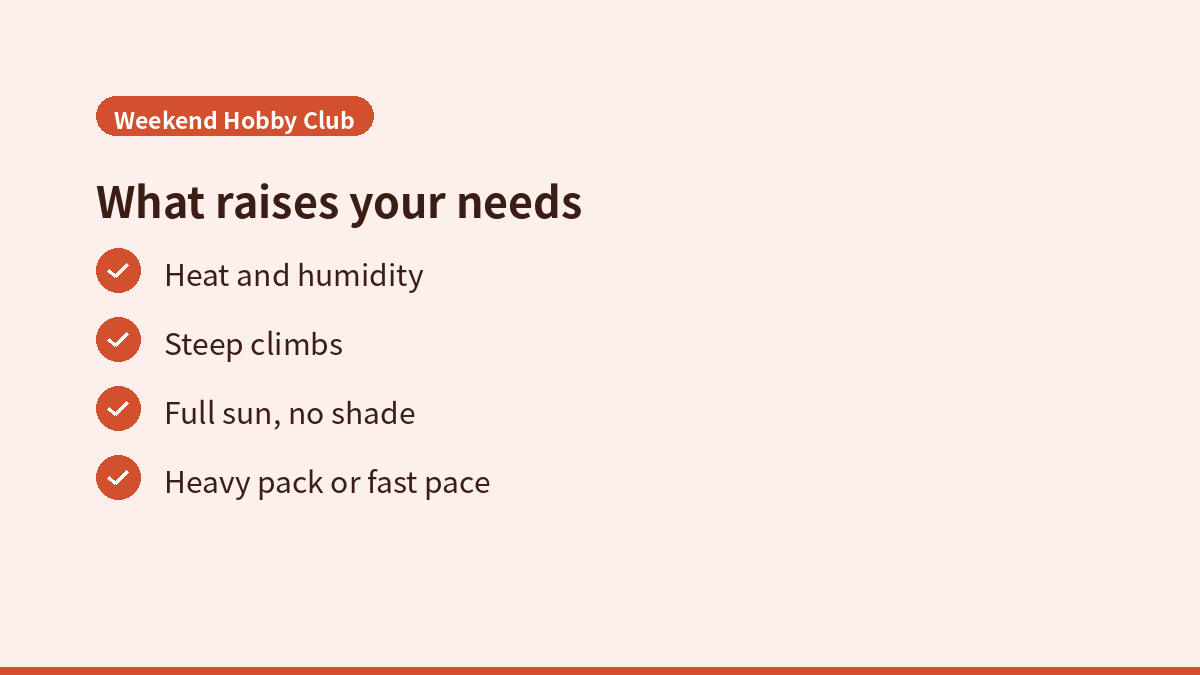 Weekend Hobby Club
What raises your needs
Heat and humidity
Steep climbs
Full sun, no shade
Heavy pack or fast pace